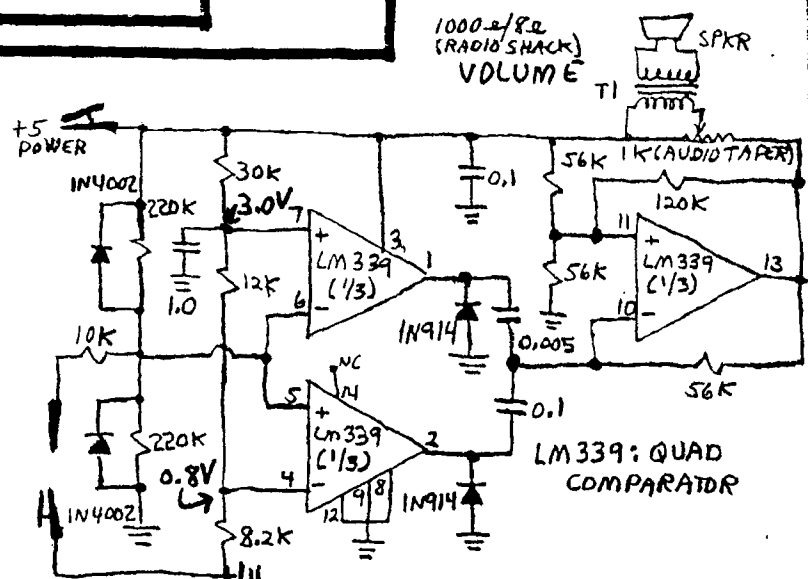 1000Ω/8Ω
(RADIO SHACK)
VOLUME
SPKR
T1
+5
POWER
1N4002
220K
30K
3.0V
7
+
3
LM339
(1/3)
1
6
-
0.1
56K
1K (AUDIO TAPER)
120K
11
+
LM339
(1/3)
13
10
-
56K
1.0
12K
1N914
0.005
10K
56K
NC
14
5
+
LM339
(1/3)
2
4
-
12
9
8
0.1
220K
0.8V
1N4002
8.2K
1N914
LM339: QUAD
COMPARATOR